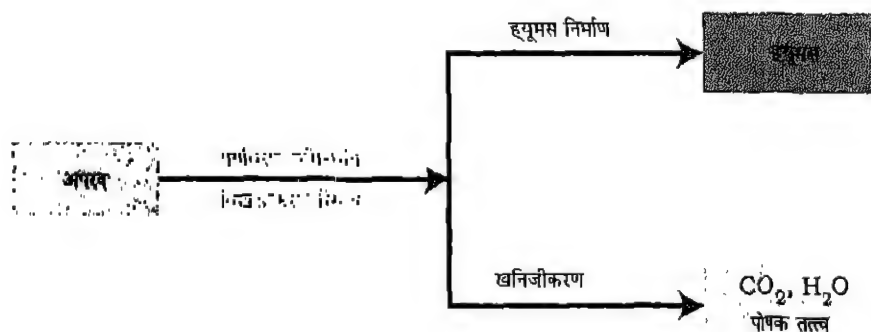 ह्यूमस निर्माण
ह्यूमस
अपरद
खनिजीकरण
CO₂, H₂O
पोषक तत्त्व